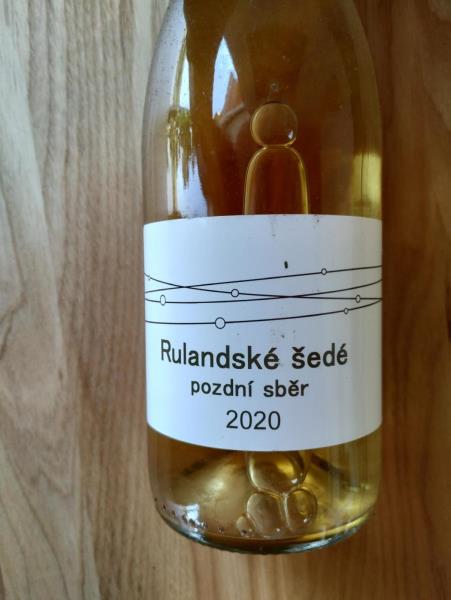 Rulandské šedé
pozdní sběr
2020